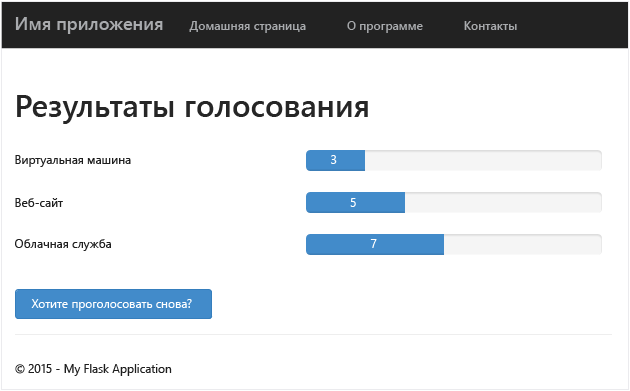 Имя приложения Домашняя страница О программе Контакты
Результаты голосования
Виртуальная машина 3
Веб-сайт 5
Облачная служба 7
Хотите проголосовать снова?
© 2015 - My Flask Application